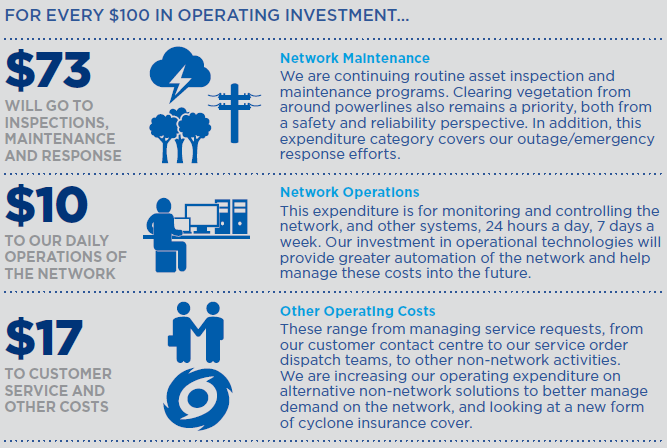 FOR EVERY $100 IN OPERATING INVESTMENT...
$73
WILL GO TO
INSPECTIONS,
MAINTENANCE
AND RESPONSE
Network Maintenance
We are continuing routine asset inspection and
maintenance programs. Clearing vegetation from
around powerlines also remains a priority, both from
a safety and reliability perspective. In addition, this
expenditure category covers our outage/emergency
response efforts.
$10
TO OUR DAILY
OPERATIONS OF
THE NETWORK
Network Operations
This expenditure is for monitoring and controlling the
network, and other systems, 24 hours a day, 7 days a
week. Our investment in operational technologies will
provide greater automation of the network and help
manage these costs into the future.
$17
TO CUSTOMER
SERVICE AND
OTHER COSTS
Other Operating Costs
These range from managing service requests, from
our customer contact centre to our service order
dispatch teams, to other non-network activities.
We are increasing our operating expenditure on
alternative non-network solutions to better manage
demand on the network, and looking at a new form
of cyclone insurance cover.